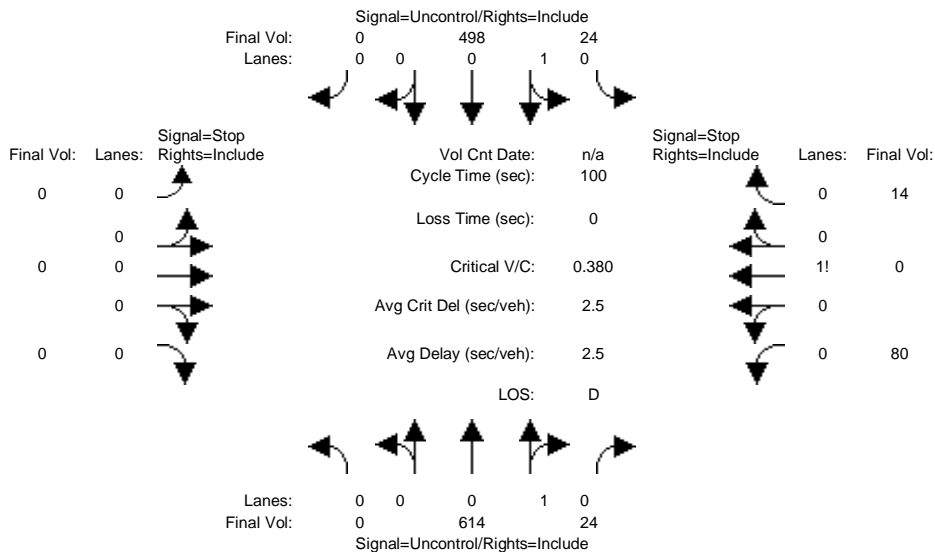 Signal=Uncontrol/Rights=Include
Final Vol: 0 498 24
Lanes: 0 0 0 1 0
Signal=Stop
Final Vol: Lanes: Rights=Include
Vol Cnt Date: n/a
Signal=Stop
Rights=Include Lanes: Final Vol:
Cycle Time (sec): 100
0 0
0 14
Loss Time (sec): 0
0
0
0 0
Critical V/C: 0.380
1! 0
0
Avg Crit Del (sec/veh): 2.5
0
0 0
Avg Delay (sec/veh): 2.5
0 80
LOS: D
Lanes: 0 0 0 1 0
Final Vol: 0 614 24
Signal=Uncontrol/Rights=Include